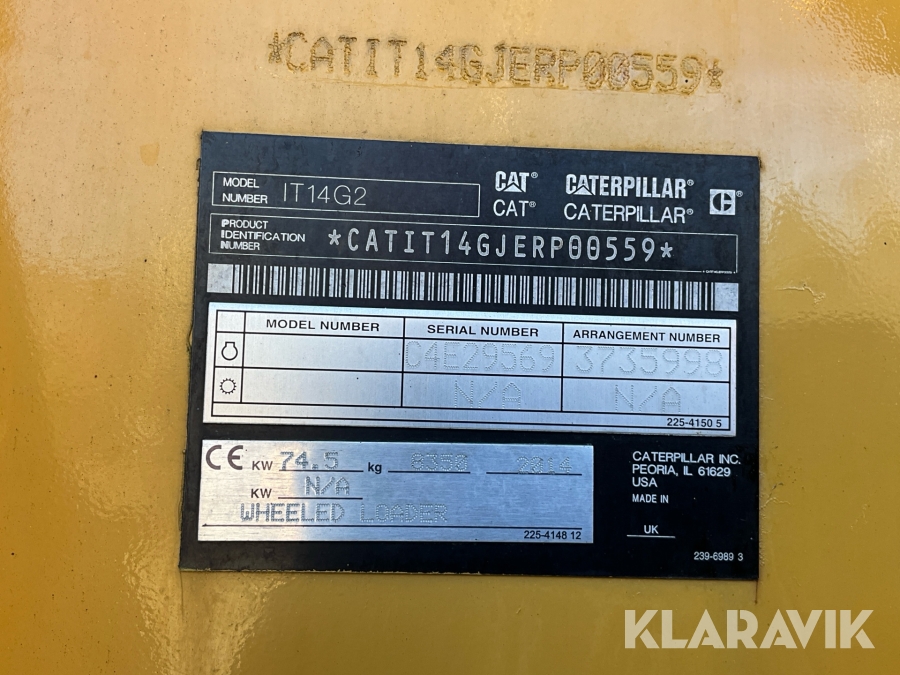 *CATIT14GJERP00559*
MODEL NUMBER IT14G2
CAT® CATERPILLAR®
CAT® CATERPILLAR®
PRODUCT IDENTIFICATION NUMBER *CATIT14GJERP00559*
MODEL NUMBER SERIAL NUMBER ARRANGEMENT NUMBER
C4E29569 3735998
N/A N/A
225-4150 5
CE KW 74.5 kg 8350 2014
KW N/A
WHEELED LOADER
225-4148 12
CATERPILLAR INC.
PEORIA, IL 61629
USA
MADE IN
UK
239-6989 3
KLARAVIK